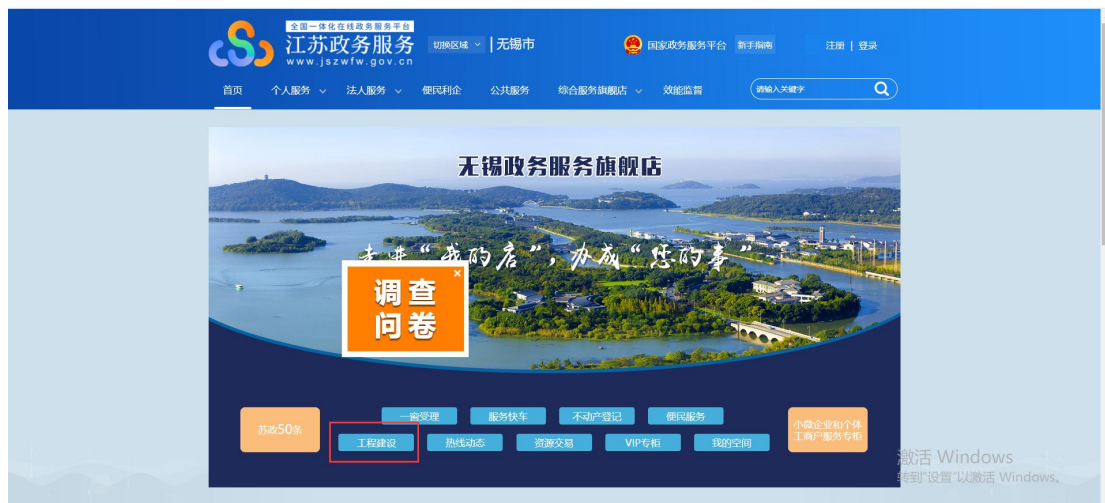 全国一体化在线政务服务平台
江苏政务服务
www.jszwfw.gov.cn
切换区域 无锡市
国家政务服务平台 新手指南 注册 | 登录
首页 个人服务 法人服务 便民利企 公共服务 综合服务旗舰店 效能监督 请输入关键字
无锡政务服务旗舰店
走进“我的店”,办成“您的事”
调查
问卷
一窗受理 服务快车 不动产登记 便民服务
苏政50条
小微企业和个体
工商户服务专柜
工程建设 热线动态 资源交易 VIP专柜 我的空间
激活 Windows
转到“设置”以激活 Windows。